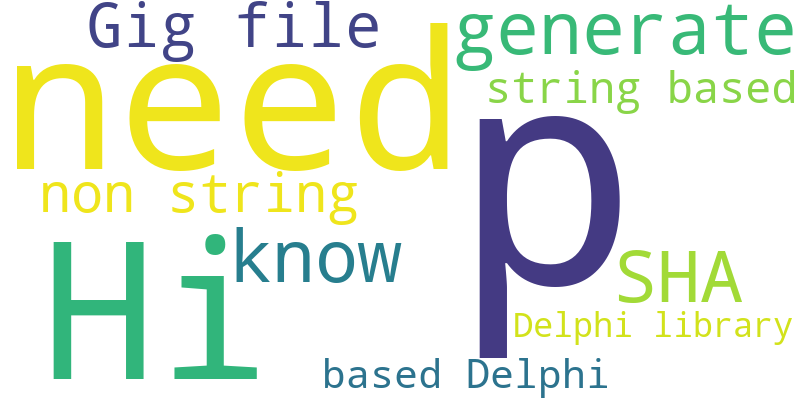 Gig file
generate
need
string based
p
non string
Hi
know
SHA
Delphi library
based Delphi